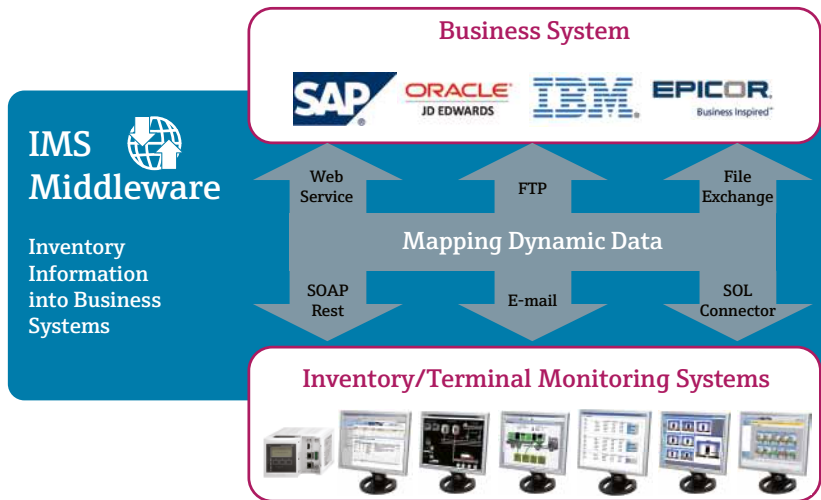 Business System
SAP
®
ORACLE®
JD EDWARDS
IBM®
EPICOR®
Business Inspired™
IMS
Middleware
Inventory
Information
into Business
Systems
Web
Service
FTP
File
Exchange
Mapping Dynamic Data
SOAP
Rest
E-mail
SOL
Connector
Inventory/Terminal Monitoring Systems